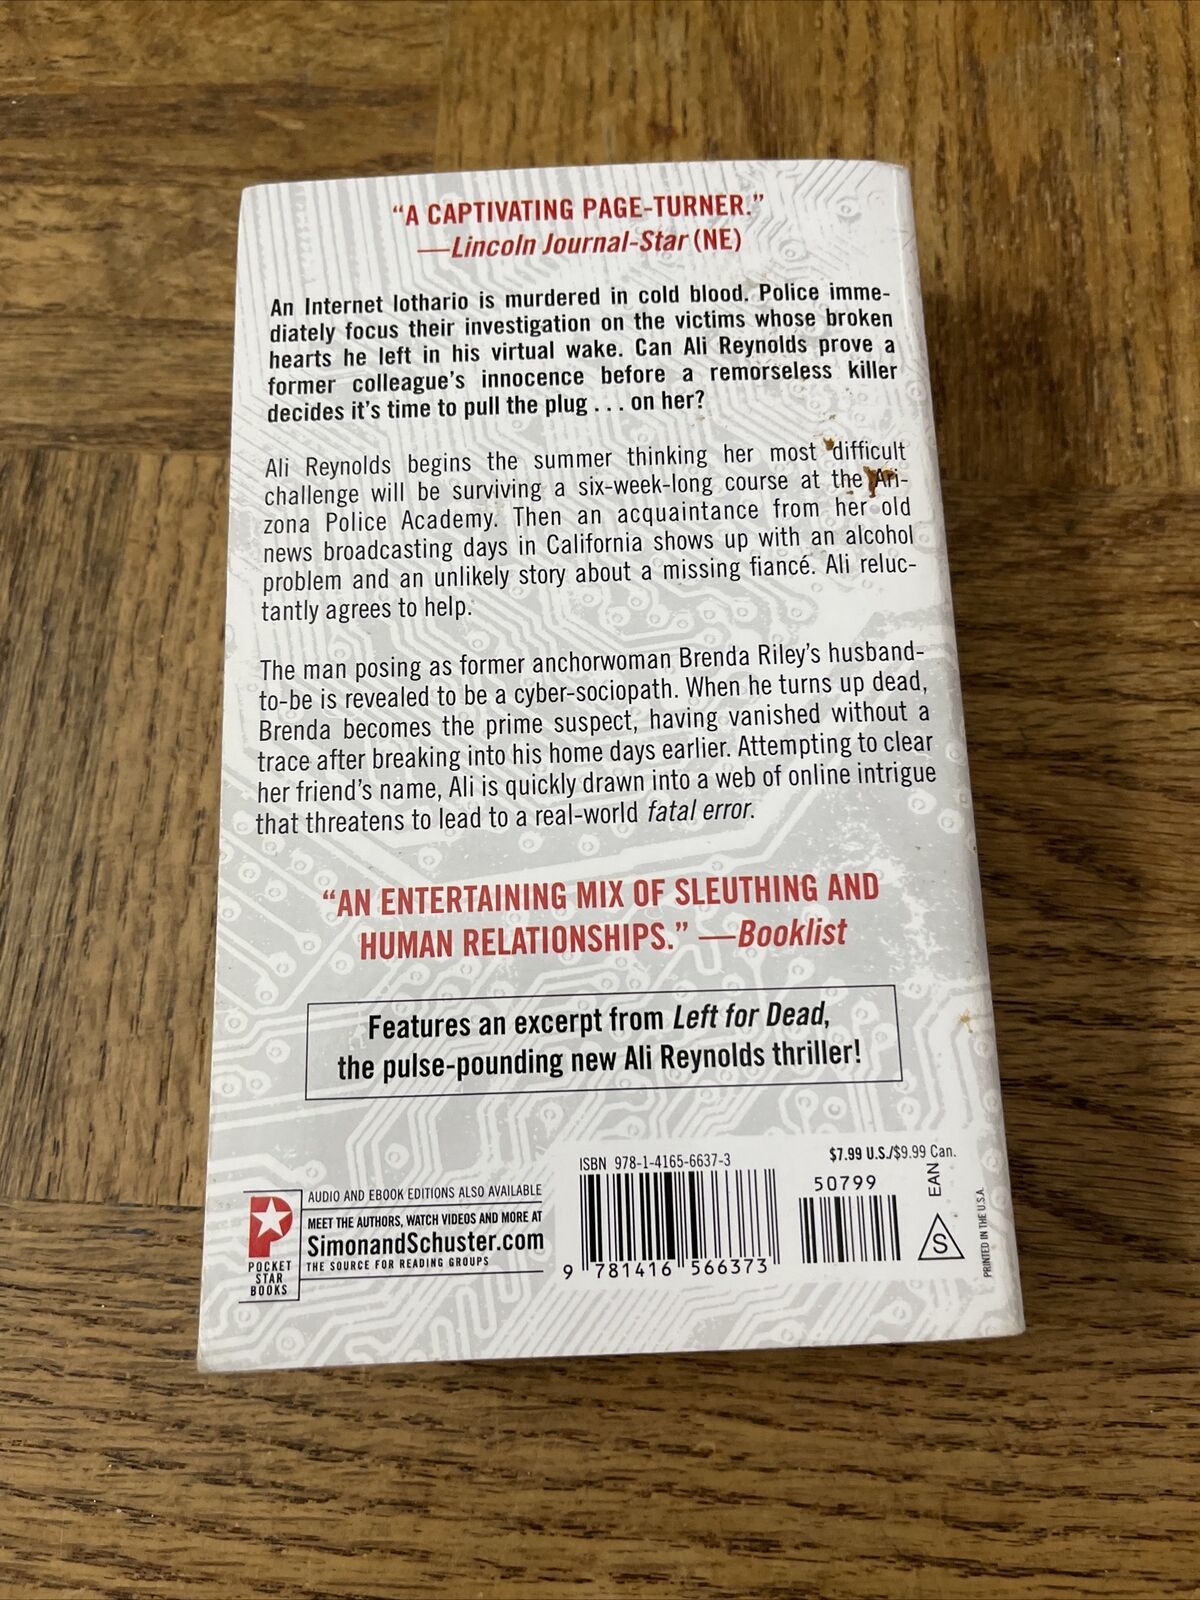 “A CAPTIVATING PAGE-TURNER.”
—Lincoln Journal-Star (NE)
An Internet lothario is murdered in cold blood. Police imme-
diately focus their investigation on the victims whose broken
hearts he left in his virtual wake. Can Ali Reynolds prove a
former colleague’s innocence before a remorseless killer
decides it’s time to pull the plug . . . on her?
Ali Reynolds begins the summer thinking her most difficult
challenge will be surviving a six-week-long course at the Ari-
zona Police Academy. Then an acquaintance from her old
news broadcasting days in California shows up with an alcohol
problem and an unlikely story about a missing fiancé. Ali reluc-
tantly agrees to help.
The man posing as former anchorwoman Brenda Riley’s husband-
to-be is revealed to be a cyber-sociopath. When he turns up dead,
Brenda becomes the prime suspect, having vanished without a
trace after breaking into his home days earlier. Attempting to clear
her friend’s name, Ali is quickly drawn into a web of online intrigue
that threatens to lead to a real-world fatal error.
“AN ENTERTAINING MIX OF SLEUTHING AND
HUMAN RELATIONSHIPS.” —Booklist
Features an excerpt from Left for Dead,
the pulse-pounding new Ali Reynolds thriller!
P
POCKET
STAR
BOOKS
AUDIO AND EBOOK EDITIONS ALSO AVAILABLE
MEET THE AUTHORS, WATCH VIDEOS AND MORE AT
SimonandSchuster.com
THE SOURCE FOR READING GROUPS
ISBN 978-1-4165-6637-3
9 781416 566373
$7.99 U.S./$9.99 Can.
50799
EAN
S
PRINTED IN THE U.S.A.